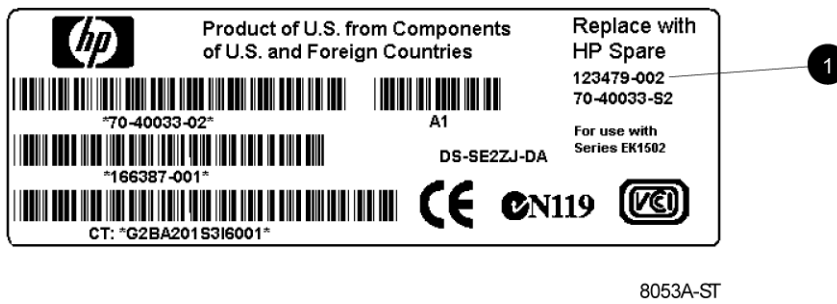 hp
Product of U.S. from Components
of U.S. and Foreign Countries
Replace with
HP Spare
123479-002
70-40033-S2
1
*70-40033-02*
A1
For use with
Series EK1502
DS-SE2ZJ-DA
*166387-001*
CE
N119
VCI
CT: *G2BA201S3I6001*
8053A-ST